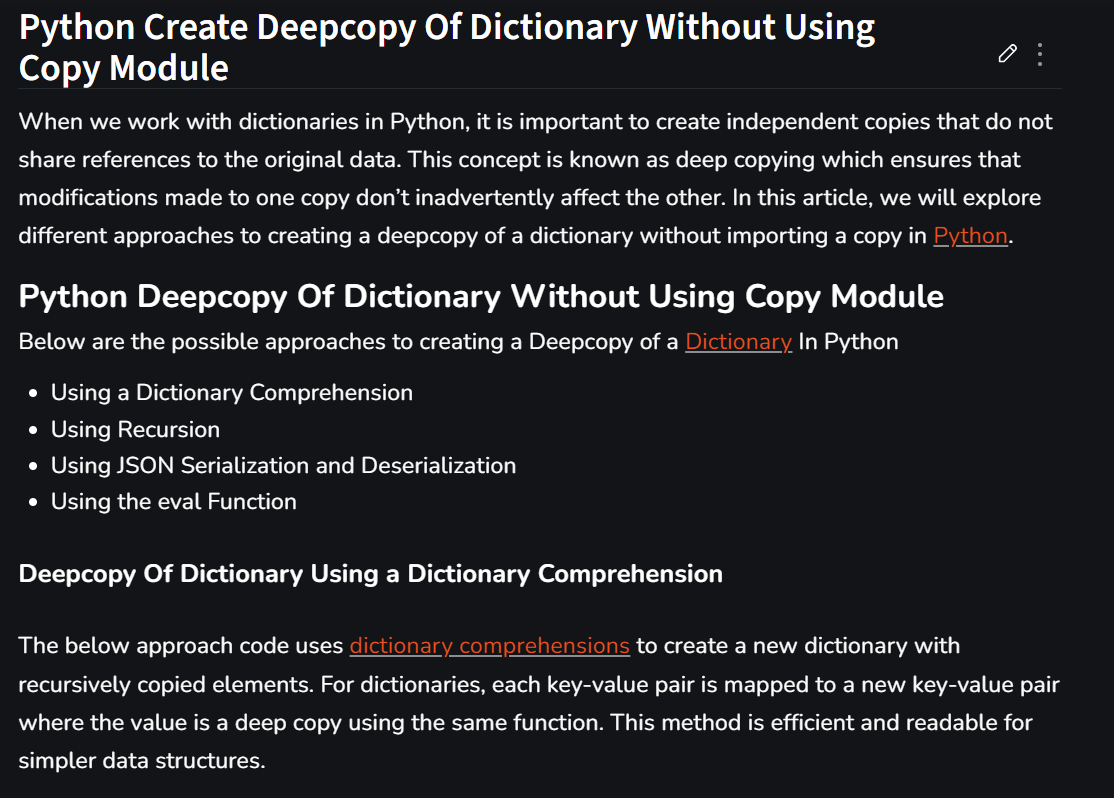 Python Create Deepcopy Of Dictionary Without Using
Copy Module
When we work with dictionaries in Python, it is important to create independent copies that do not
share references to the original data. This concept is known as deep copying which ensures that
modifications made to one copy don’t inadvertently affect the other. In this article, we will explore
different approaches to creating a deepcopy of a dictionary without importing a copy in Python.
Python Deepcopy Of Dictionary Without Using Copy Module
Below are the possible approaches to creating a Deepcopy of a Dictionary In Python
• Using a Dictionary Comprehension
• Using Recursion
• Using JSON Serialization and Deserialization
• Using the eval Function
Deepcopy Of Dictionary Using a Dictionary Comprehension
The below approach code uses dictionary comprehensions to create a new dictionary with
recursively copied elements. For dictionaries, each key-value pair is mapped to a new key-value pair
where the value is a deep copy using the same function. This method is efficient and readable for
simpler data structures.